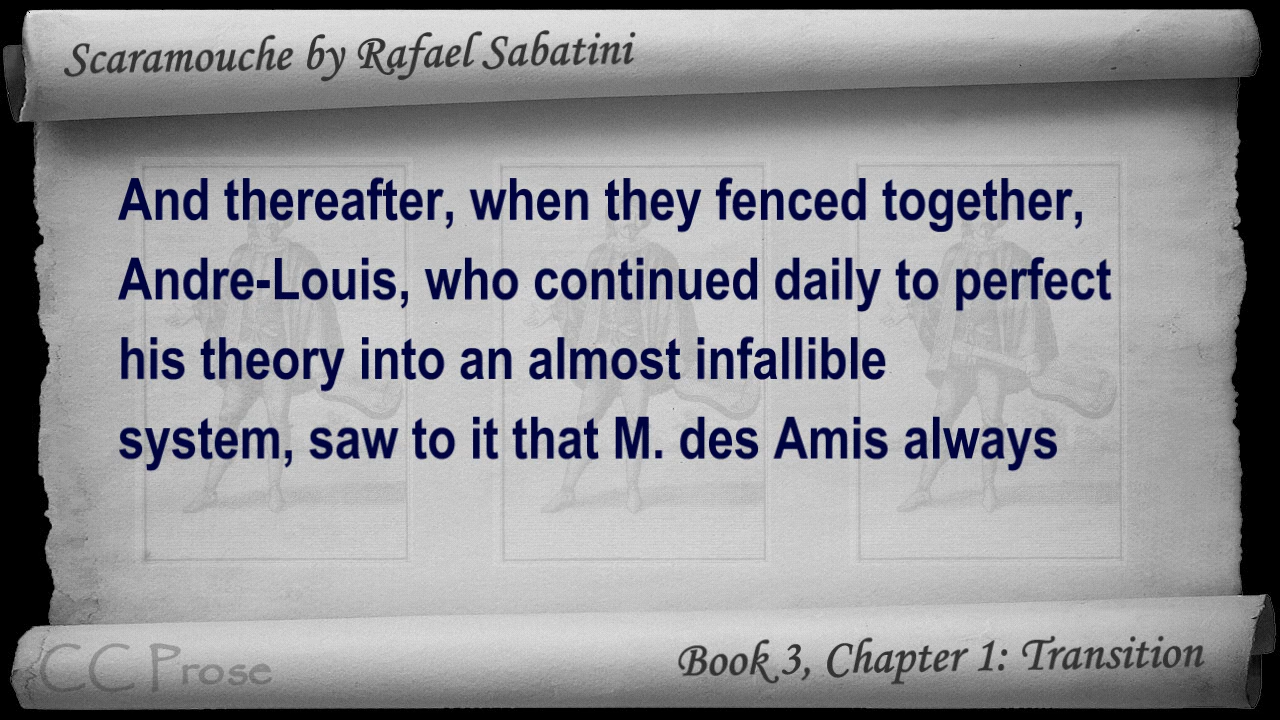 Scaramouche by Rafael Sabatini
And thereafter, when they fenced together,
Andre-Louis, who continued daily to perfect
his theory into an almost infallible
system, saw to it that M. des Amis always
CC Prose
Book 3, Chapter 1: Transition